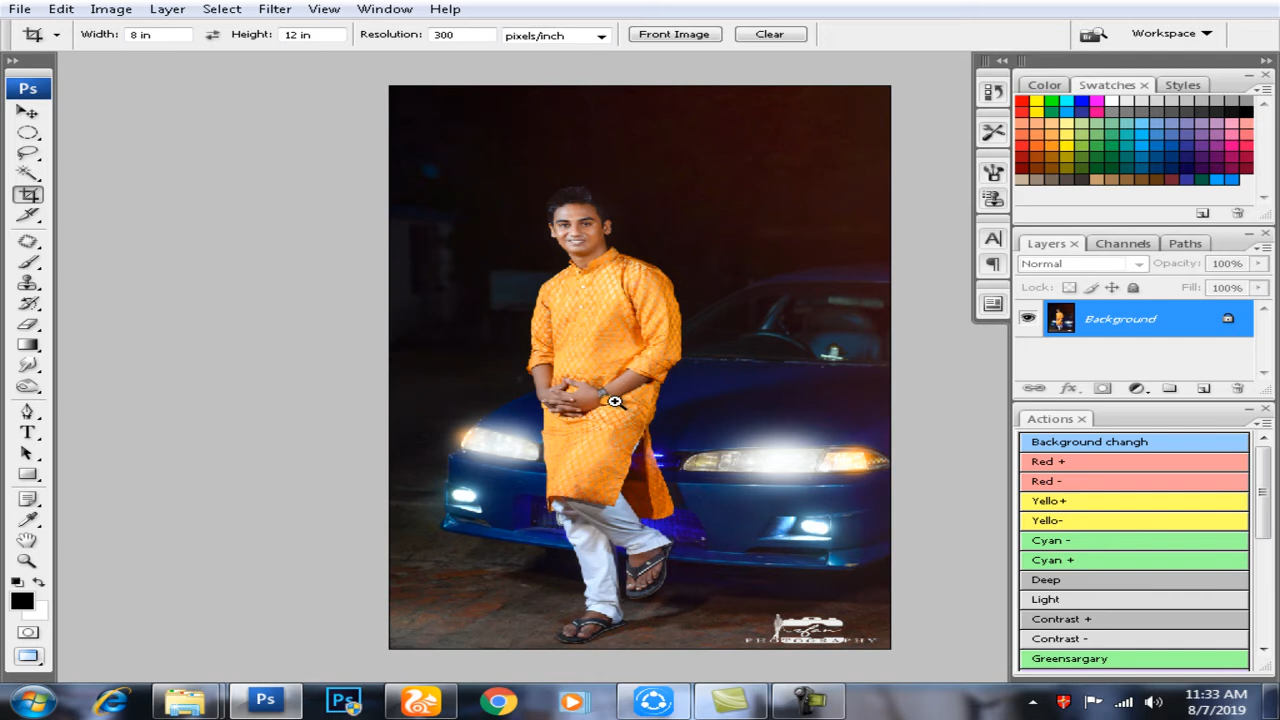 File Edit Image Layer Select Filter View Window Help
Width: 8 in Height: 12 in Resolution: 300 pixels/inch Front Image Clear Workspace
Ps
Color Swatches Styles
Layers Channels Paths
Normal Opacity: 100%
Lock: Fill: 100%
Background
Actions
Background changh
Red +
Red -
Yello+
Yello-
Cyan -
Cyan +
Deep
Light
Contrast +
Contrast -
Greensargary
PHOTOGRAPHY
Ps Ps
11:33 AM
8/7/2019